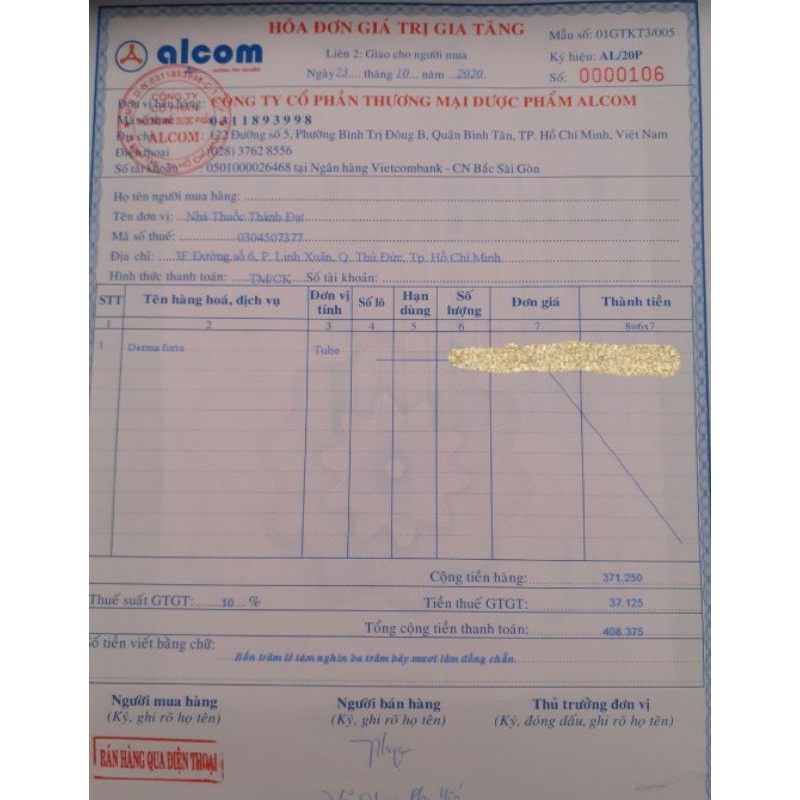 HÓA ĐƠN GIÁ TRỊ GIA TĂNG
Mẫu số: 01GTKT3/005
alcom
Liên 2: Giao cho người mua
Ký hiệu: AL/20P
Ngày 23 tháng 10 năm 2020
Số: 0000106
Đơn vị bán hàng: CÔNG TY CỔ PHẦN THƯƠNG MẠI DƯỢC PHẨM ALCOM
Mã số thuế: 0311893998
Địa chỉ: 122 Đường số 5, Phường Bình Trị Đông B, Quận Bình Tân, TP. Hồ Chí Minh, Việt Nam
Điện thoại: (028) 3762 8556
Số tài khoản: 0501000026468 tại Ngân hàng Vietcombank - CN Bắc Sài Gòn
CÔNG TY
CỔ PHẦN
ALCOM
Họ tên người mua hàng:
Tên đơn vị: Nhà Thuốc Thành Đạt
Mã số thuế: 0304502377
Địa chỉ: 3E Đường số 6, P. Linh Xuân, Q. Thủ Đức, Tp. Hồ Chí Minh
Hình thức thanh toán: TM/CK Số tài khoản:
STT Tên hàng hoá, dịch vụ Đơn vị tính Số lô Hạn dùng Số lượng Đơn giá Thành tiền
1 2 3 4 5 6 7 8=6x7
1 Derma forte Tube
Cộng tiền hàng: 371.250
Thuế suất GTGT: 10 % Tiền thuế GTGT: 37.125
Tổng cộng tiền thanh toán: 408.375
Số tiền viết bằng chữ: Bốn trăm lẻ tám nghìn ba trăm bảy mươi lăm đồng chẵn.
Người mua hàng Người bán hàng Thủ trưởng đơn vị
(Ký, ghi rõ họ tên) (Ký, ghi rõ họ tên) (Ký, đóng dấu, ghi rõ họ tên)
BÁN HÀNG QUA ĐIỆN THOẠI